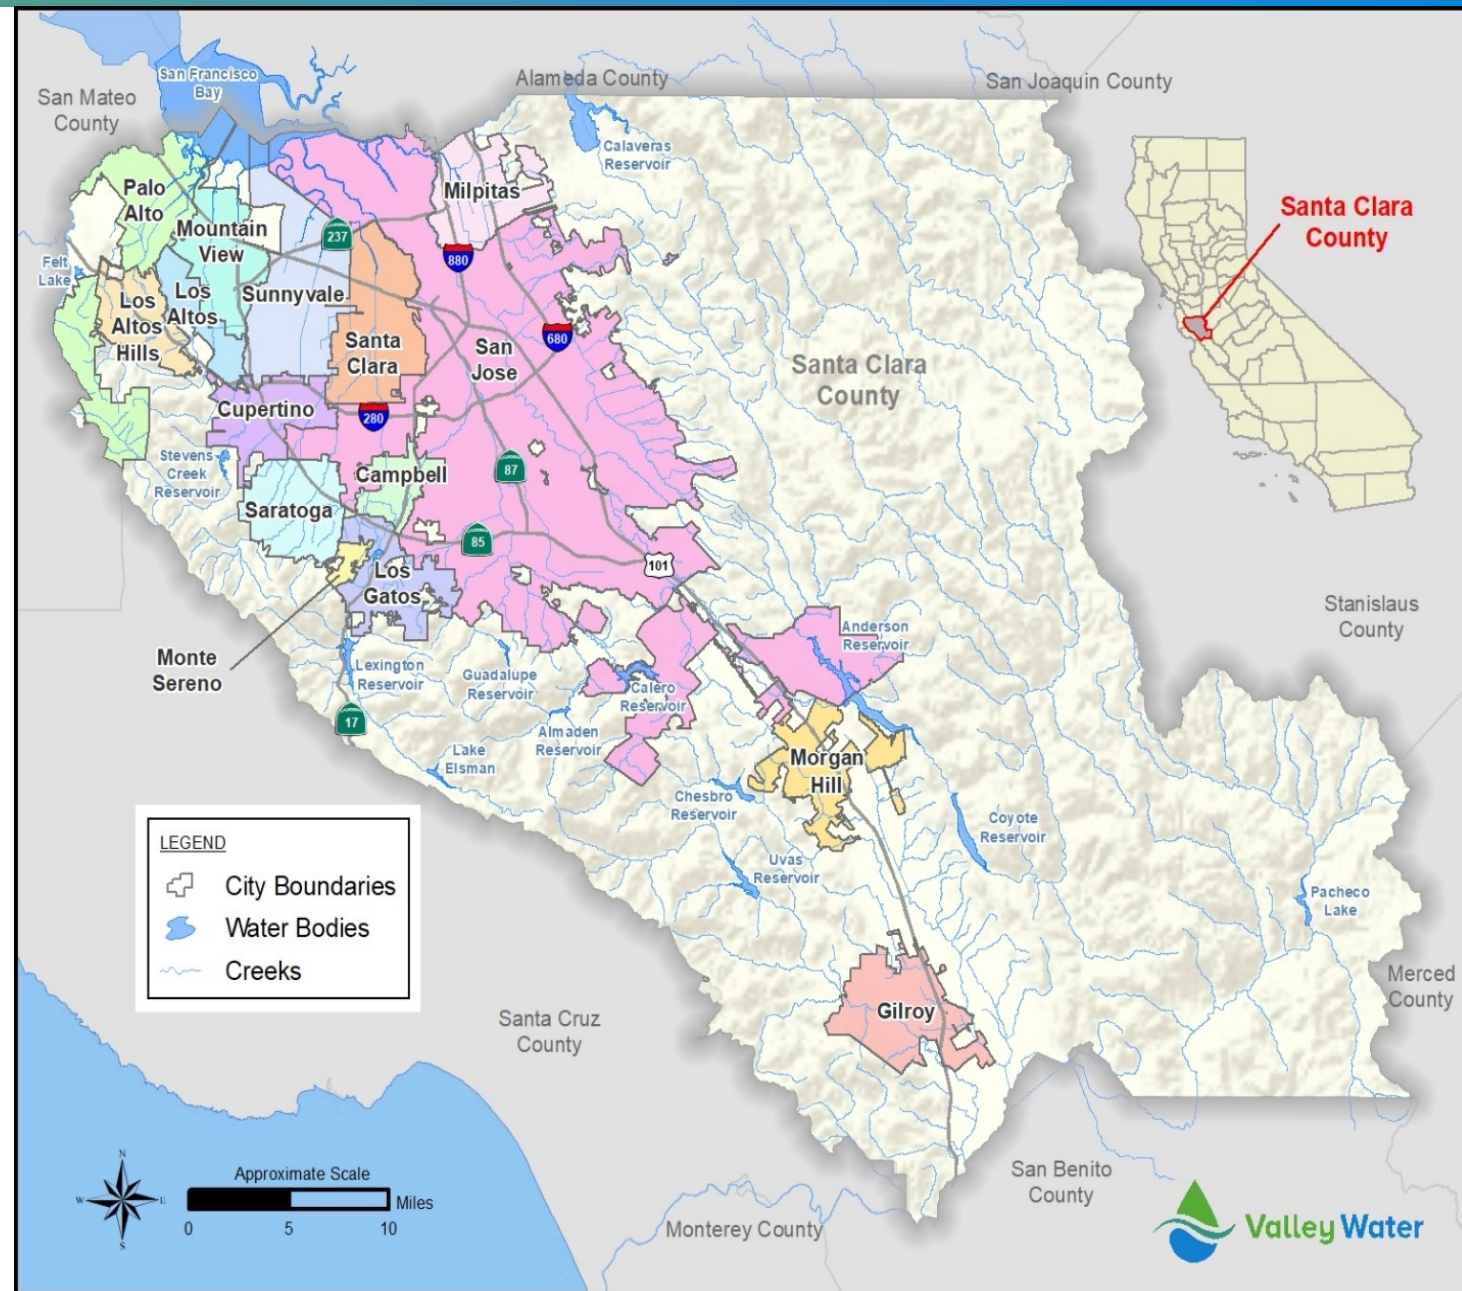 San Francisco
Bay
Alameda County
San Joaquin County
San Mateo
County
Calaveras
Reservoir
Palo
Alto
Milpitas
Mountain
View
Santa Clara
County
237
880
Felt
Lake
Los
Altos
Hills
Los
Altos
Sunnyvale
Santa
Clara
San
Jose
680
Santa Clara
County
Cupertino
280
Stevens
Creek
Reservoir
Campbell
87
Saratoga
85
101
Los
Gatos
Stanislaus
County
Anderson
Reservoir
Monte
Sereno
Lexington
Reservoir
Guadalupe
Reservoir
Calero
Reservoir
CALIFORNIA
17
Almaden
Reservoir
Lake
Elsman
Morgan
Hill
Chesbro
Reservoir
Coyote
Reservoir
Uvas
Reservoir
Pacheco
Lake
LEGEND
City Boundaries
Water Bodies
Creeks
Merced
County
Gilroy
Santa Cruz
County
San Benito
County
Monterey County
N
W
E
S
Approximate Scale
Miles
0
5
10
Valley Water